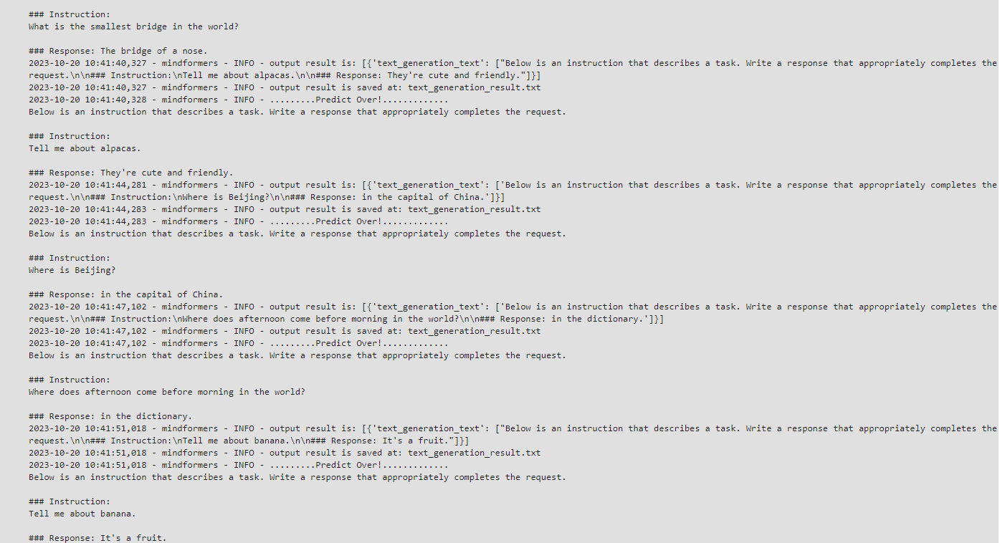 ### Instruction:
What is the smallest bridge in the world?
### Response: The bridge of a nose.
2023-10-20 10:41:40,327 - mindformers - INFO - output result is: [{'text_generation_text': ["Below is an instruction that describes a task. Write a response that appropriately completes the
request.\n\n### Instruction:\nTell me about alpacas.\n\n### Response: They're cute and friendly."]}]
2023-10-20 10:41:40,327 - mindformers - INFO - output result is saved at: text_generation_result.txt
2023-10-20 10:41:40,328 - mindformers - INFO - .........Predict Over!.............
Below is an instruction that describes a task. Write a response that appropriately completes the request.
### Instruction:
Tell me about alpacas.
### Response: They're cute and friendly.
2023-10-20 10:41:44,281 - mindformers - INFO - output result is: [{'text_generation_text': ['Below is an instruction that describes a task. Write a response that appropriately completes the
request.\n\n### Instruction:\nWhere is Beijing?\n\n### Response: in the capital of China.']}]
2023-10-20 10:41:44,283 - mindformers - INFO - output result is saved at: text_generation_result.txt
2023-10-20 10:41:44,283 - mindformers - INFO - .........Predict Over!.............
Below is an instruction that describes a task. Write a response that appropriately completes the request.
### Instruction:
Where is Beijing?
### Response: in the capital of China.
2023-10-20 10:41:47,102 - mindformers - INFO - output result is: [{'text_generation_text': ['Below is an instruction that describes a task. Write a response that appropriately completes the
request.\n\n### Instruction:\nWhere does afternoon come before morning in the world?\n\n### Response: in the dictionary.']}]
2023-10-20 10:41:47,102 - mindformers - INFO - output result is saved at: text_generation_result.txt
2023-10-20 10:41:47,102 - mindformers - INFO - .........Predict Over!.............
Below is an instruction that describes a task. Write a response that appropriately completes the request.
### Instruction:
Where does afternoon come before morning in the world?
### Response: in the dictionary.
2023-10-20 10:41:51,018 - mindformers - INFO - output result is: [{'text_generation_text': ["Below is an instruction that describes a task. Write a response that appropriately completes the
request.\n\n### Instruction:\nTell me about banana.\n\n### Response: It's a fruit."]}]
2023-10-20 10:41:51,018 - mindformers - INFO - output result is saved at: text_generation_result.txt
2023-10-20 10:41:51,018 - mindformers - INFO - .........Predict Over!.............
Below is an instruction that describes a task. Write a response that appropriately completes the request.
### Instruction:
Tell me about banana.
### Response: It's a fruit.